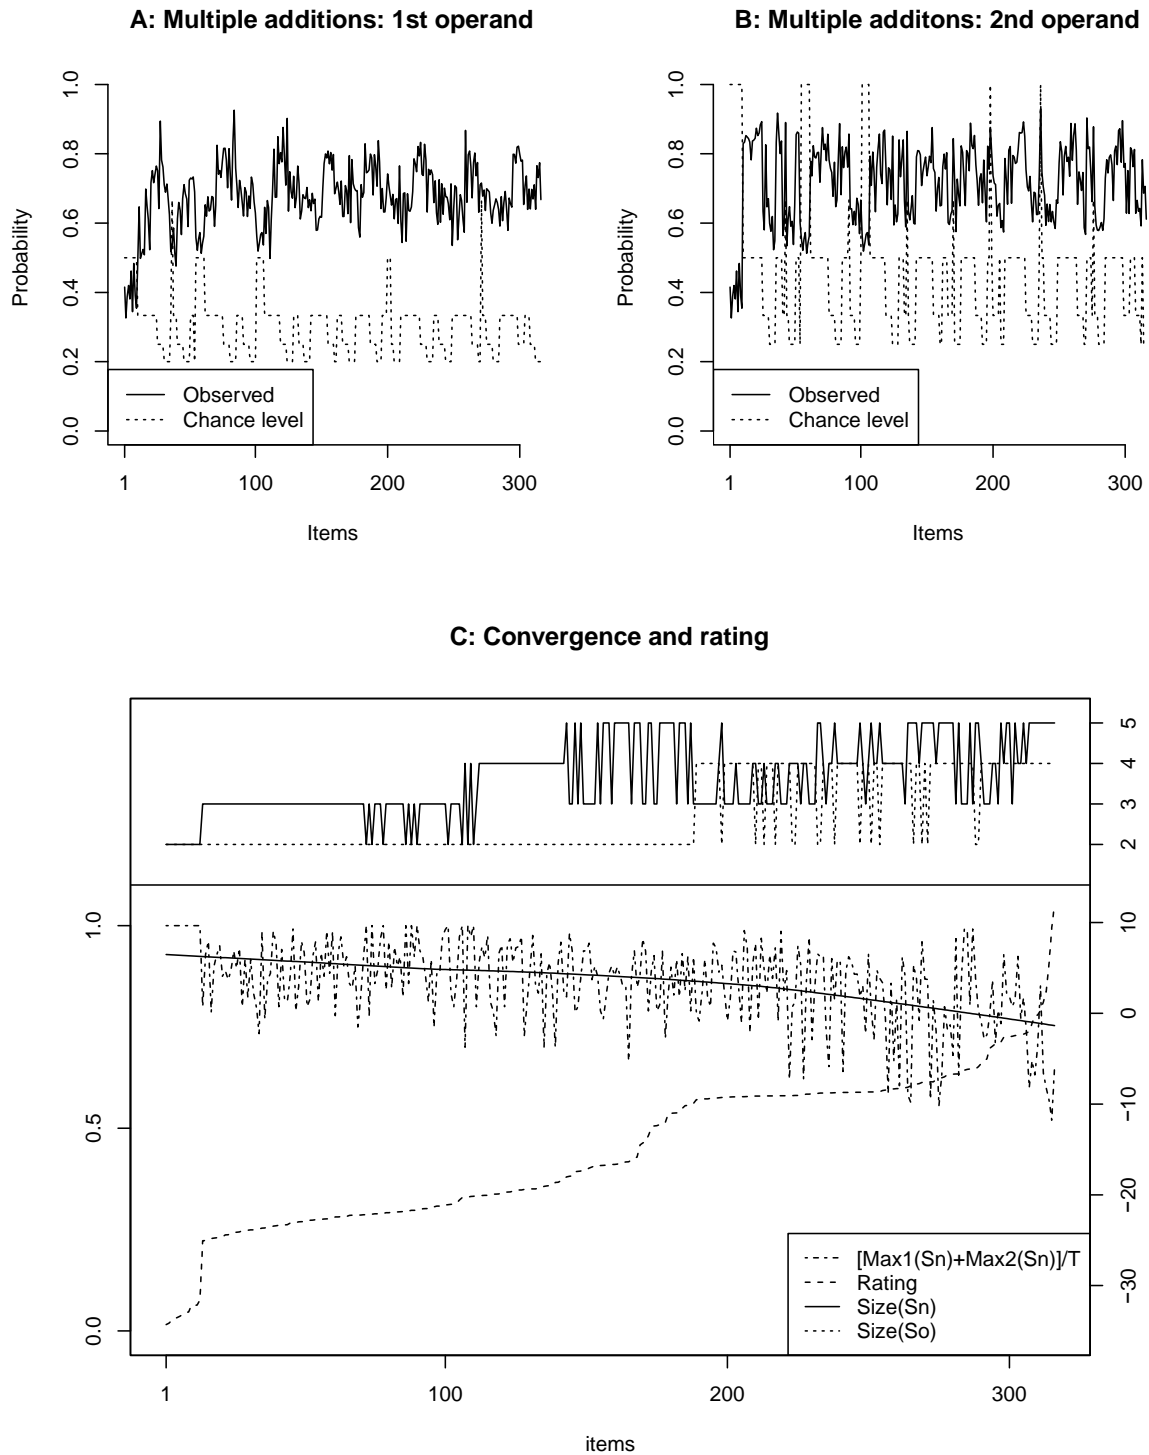 A: Multiple additions: 1st operand
B: Multiple additons: 2nd operand
Probability
1.0
0.8
0.6
0.4
0.2
0.0
Observed
Chance level
1
100
200
300
Items
Probability
1.0
0.8
0.6
0.4
0.2
0.0
Observed
Chance level
1
100
200
300
Items
C: Convergence and rating
5
4
3
2
1.0
0.5
0.0
10
0
−10
−20
−30
[Max1(Sn)+Max2(Sn)]/T
Rating
Size(Sn)
Size(So)
1
100
200
300
items